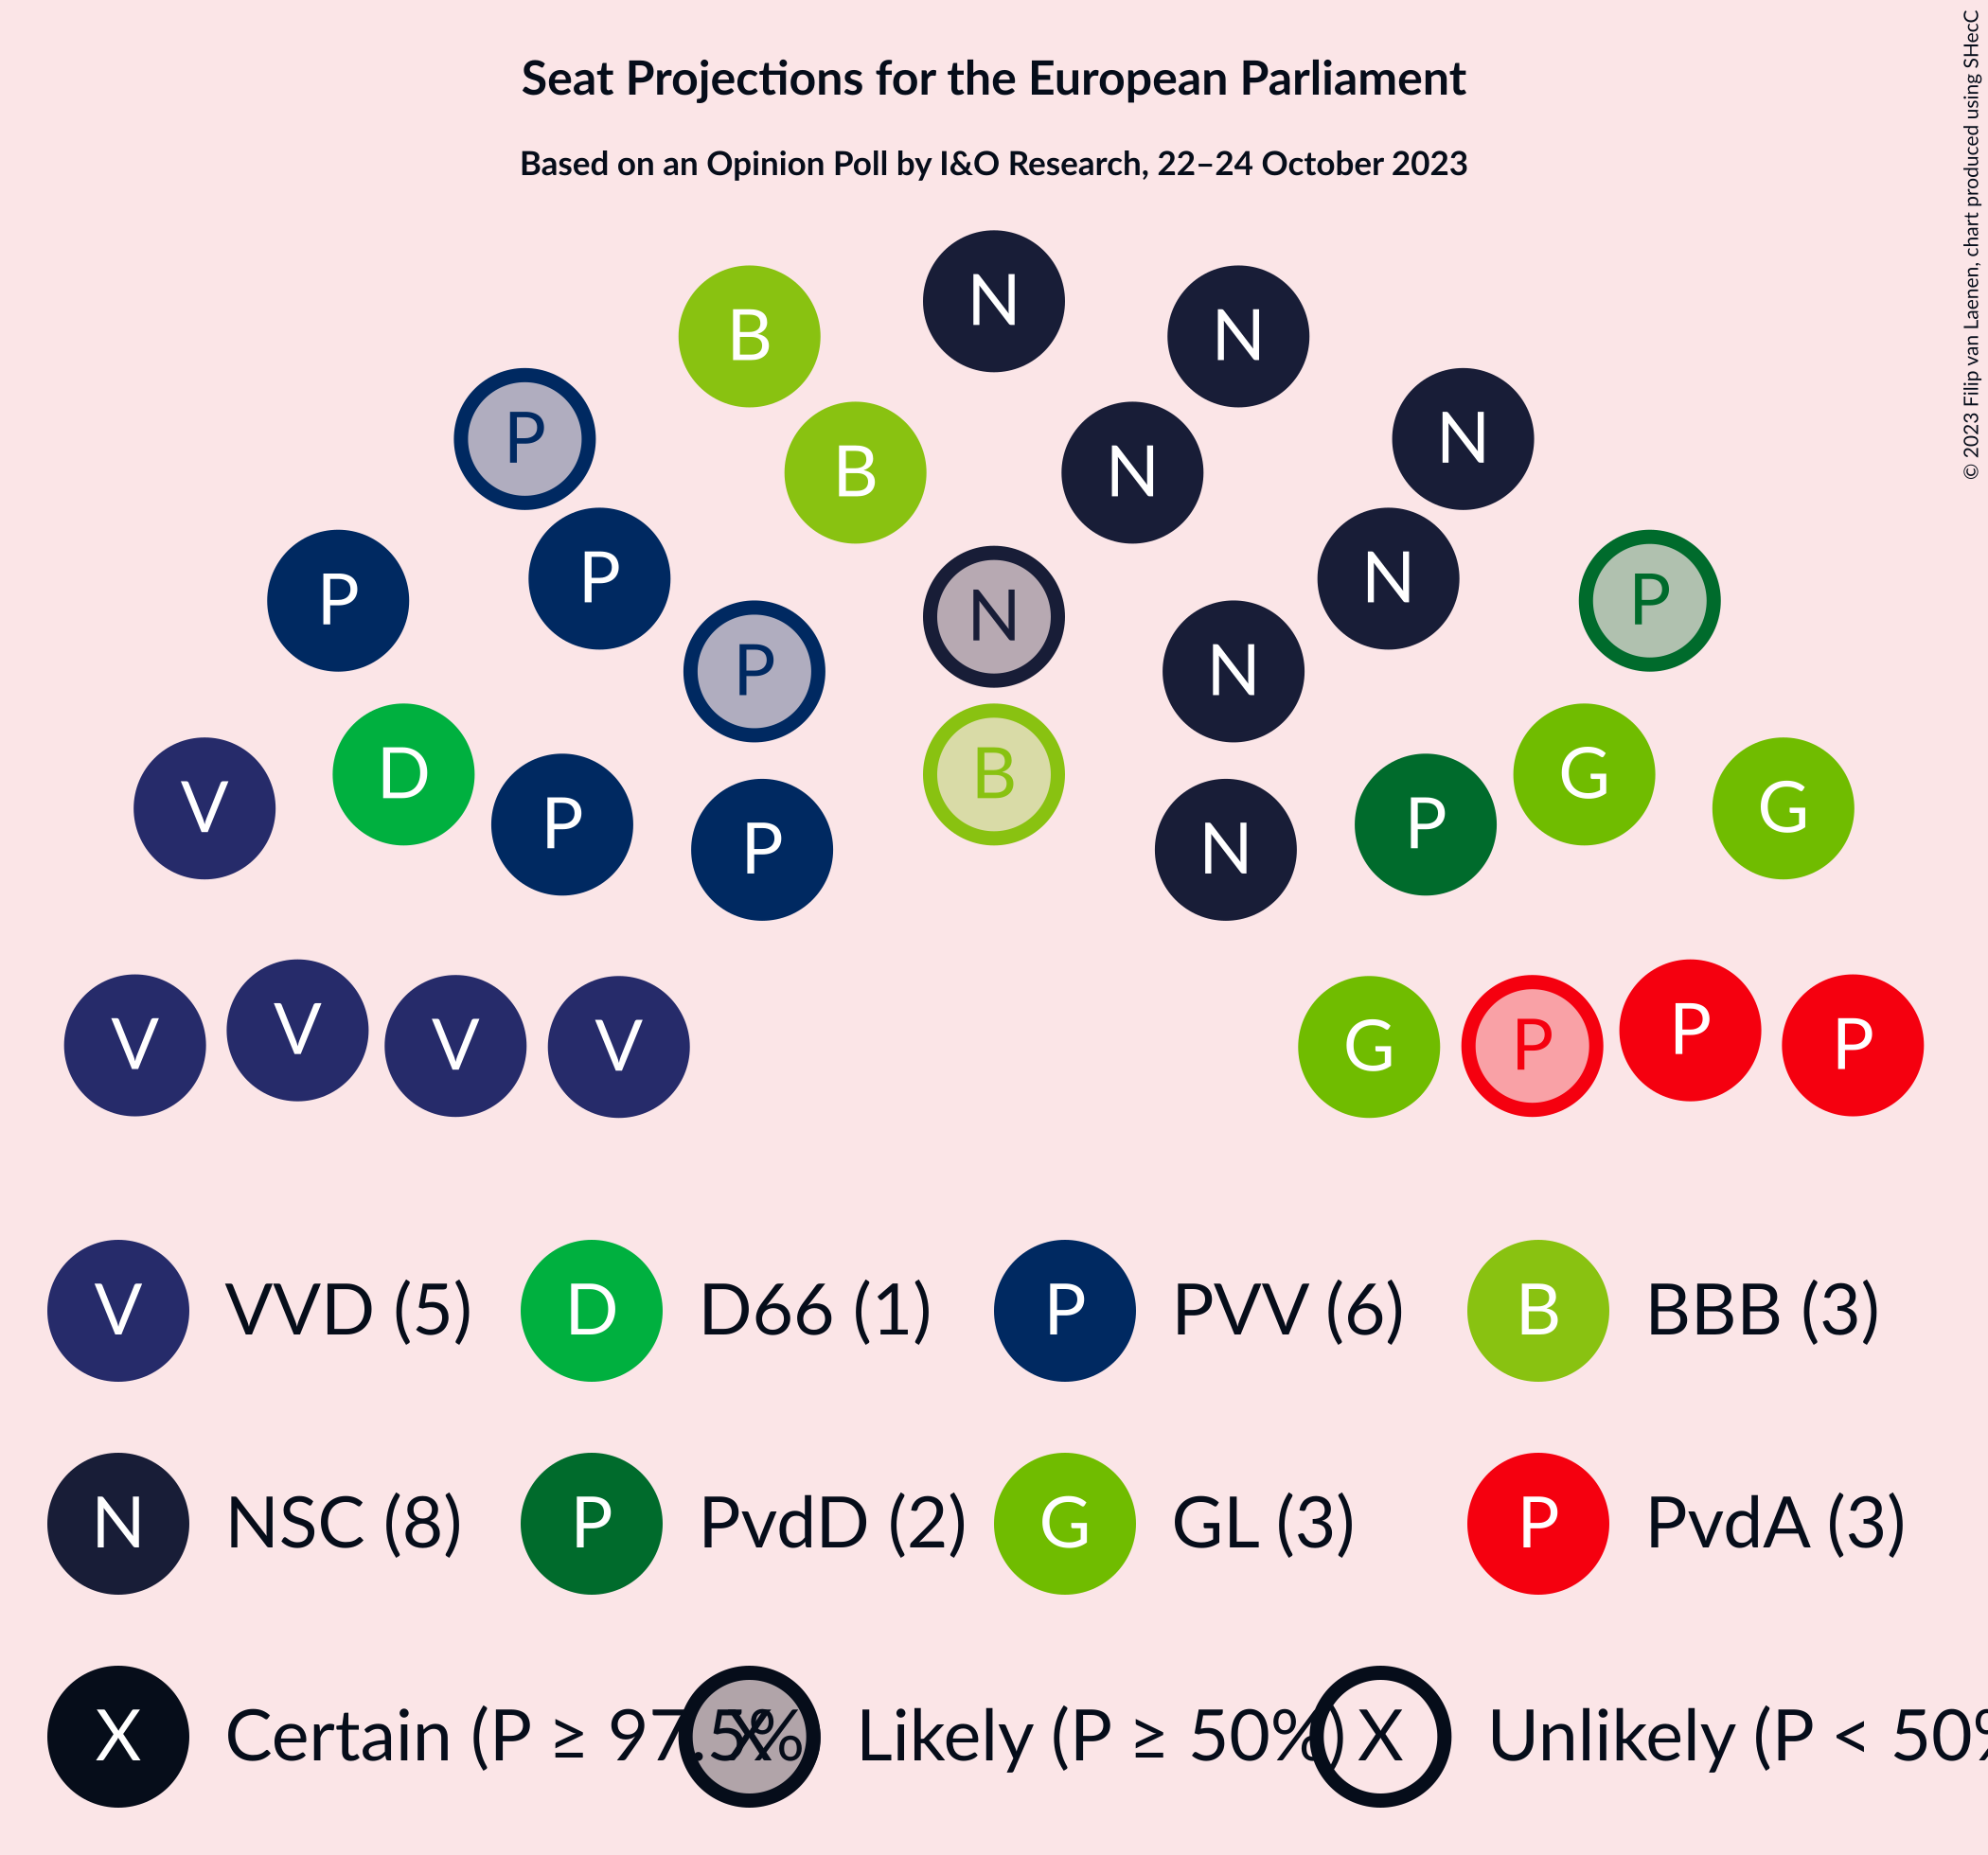 Seat Projections for the European Parliament
Based on an Opinion Poll by I&O Research, 22–24 October 2023
© 2023 Filip van Laenen, chart produced using SHecC
N
B N
P N
B N
P P N P
N
P N
V D G G
B
P P N P
V V V V G P P P
V VVD (5) D D66 (1) P PVV (6) B BBB (3)
N NSC (8) P PvdD (2) G GL (3) P PvdA (3)
X Certain (P ≥ 97.5% X Likely (P ≥ 50%) X Unlikely (P < 50%